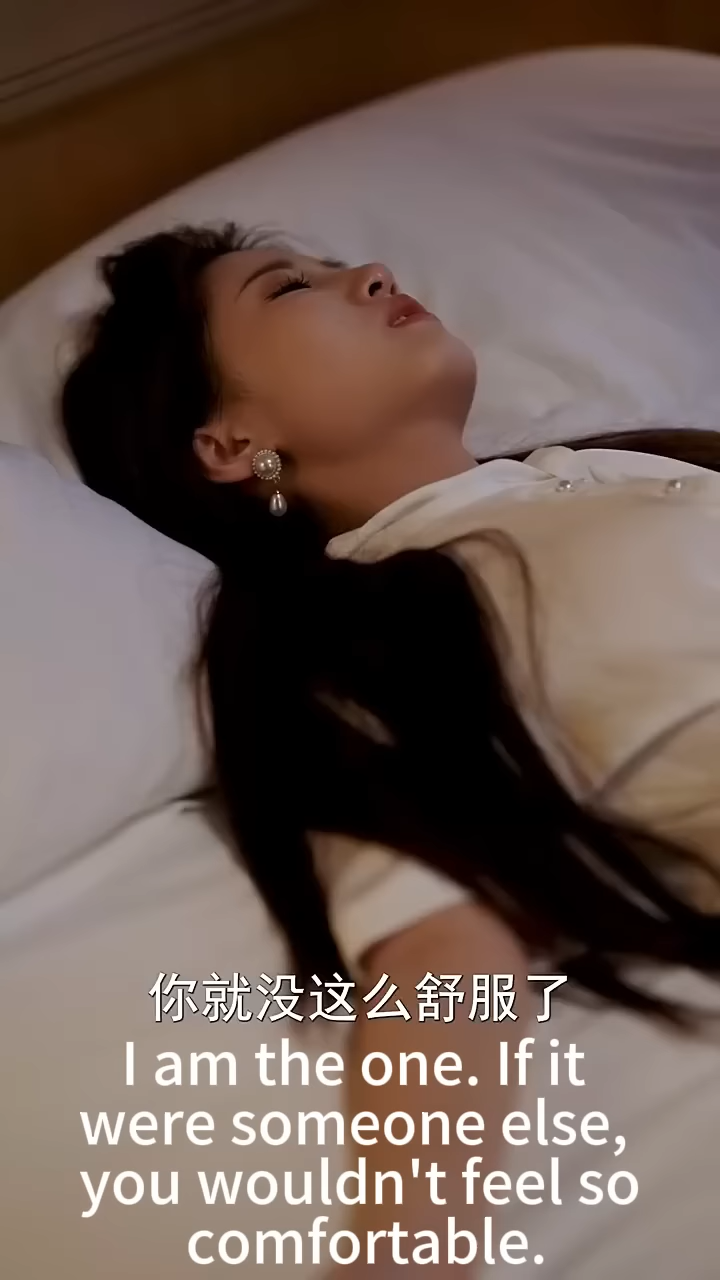 你就没这么舒服了
I am the one. If it
were someone else,
you wouldn't feel so
comfortable.